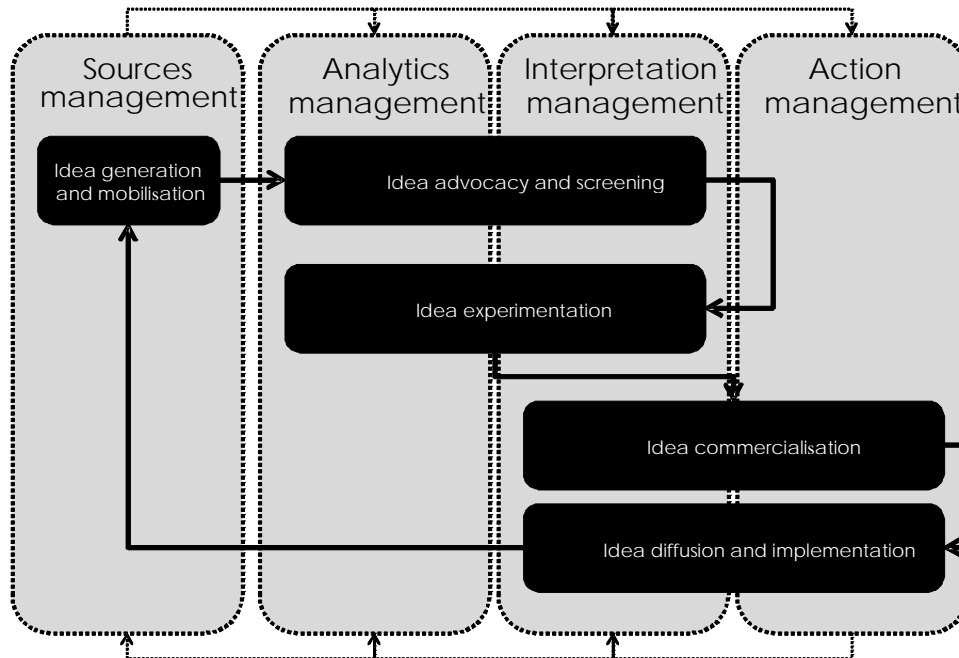 Sources
management
Analytics
management
Interpretation
management
Action
management
Idea generation
and mobilisation
Idea advocacy and screening
Idea experimentation
Idea commercialisation
Idea diffusion and implementation